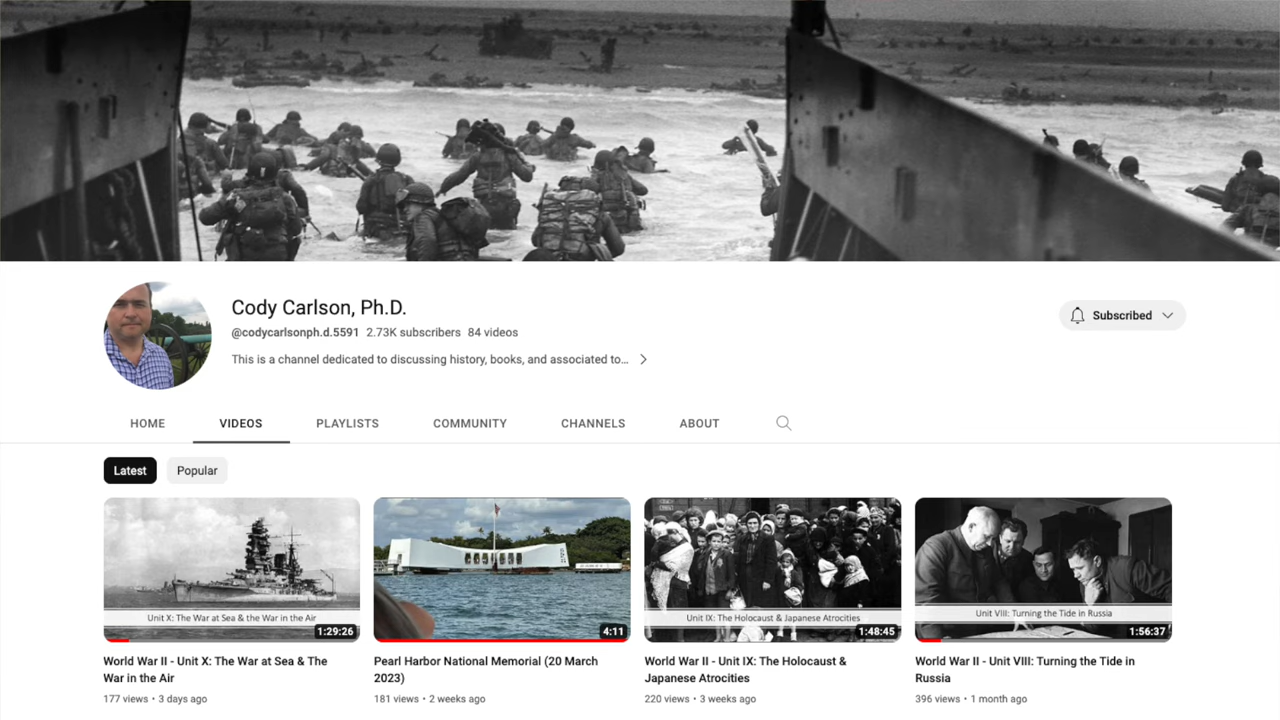 Cody Carlson, Ph.D.
@codycarlsonph.d.5591 2.73K subscribers 84 videos
This is a channel dedicated to discussing history, books, and associated to...
Subscribed
HOME VIDEOS PLAYLISTS COMMUNITY CHANNELS ABOUT
Latest Popular
Unit X: The War at Sea & the War in the Air
1:29:26
4:11
Unit IX: The Holocaust & Japanese Atrocities
1:48:45
Unit VIII: Turning the Tide in Russia
1:56:37
World War II - Unit X: The War at Sea & The
War in the Air
177 views • 3 days ago
Pearl Harbor National Memorial (20 March
2023)
181 views • 2 weeks ago
World War II - Unit IX: The Holocaust &
Japanese Atrocities
220 views • 3 weeks ago
World War II - Unit VIII: Turning the Tide in
Russia
396 views • 1 month ago